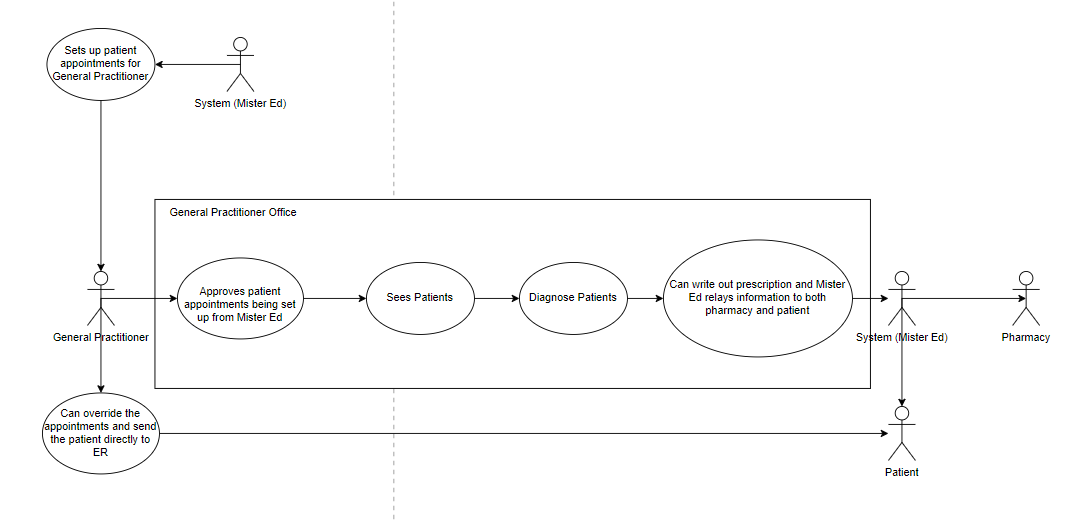 Sets up patient
appointments for
General Practitioner
System (Mister Ed)
General Practitioner Office
General Practitioner
Approves patient
appointments being set
up from Mister Ed
Sees Patients
Diagnose Patients
Can write out prescription and Mister
Ed relays information to both
pharmacy and patient
System (Mister Ed)
Pharmacy
Can override the
appointments and send
the patient directly to
ER
Patient